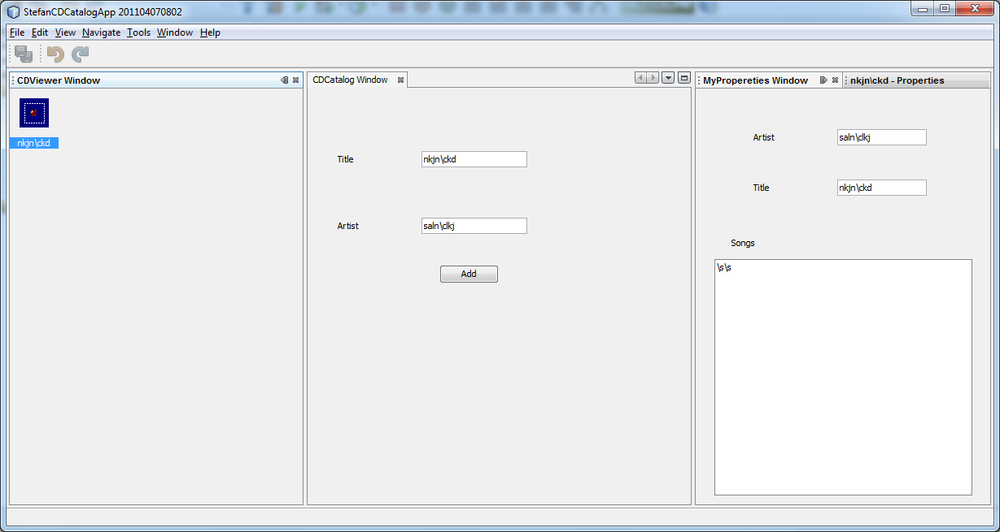 StefanCDCatalogApp 201104070802
File Edit View Navigate Tools Window Help
CDViewer Window
nkjn\ckd
CDCatalog Window
Title nkjn\ckd
Artist saln\clkj
Add
MyPropereties Window nkjn\ckd - Properties
Artist saln\clkj
Title nkjn\ckd
Songs
\s\s